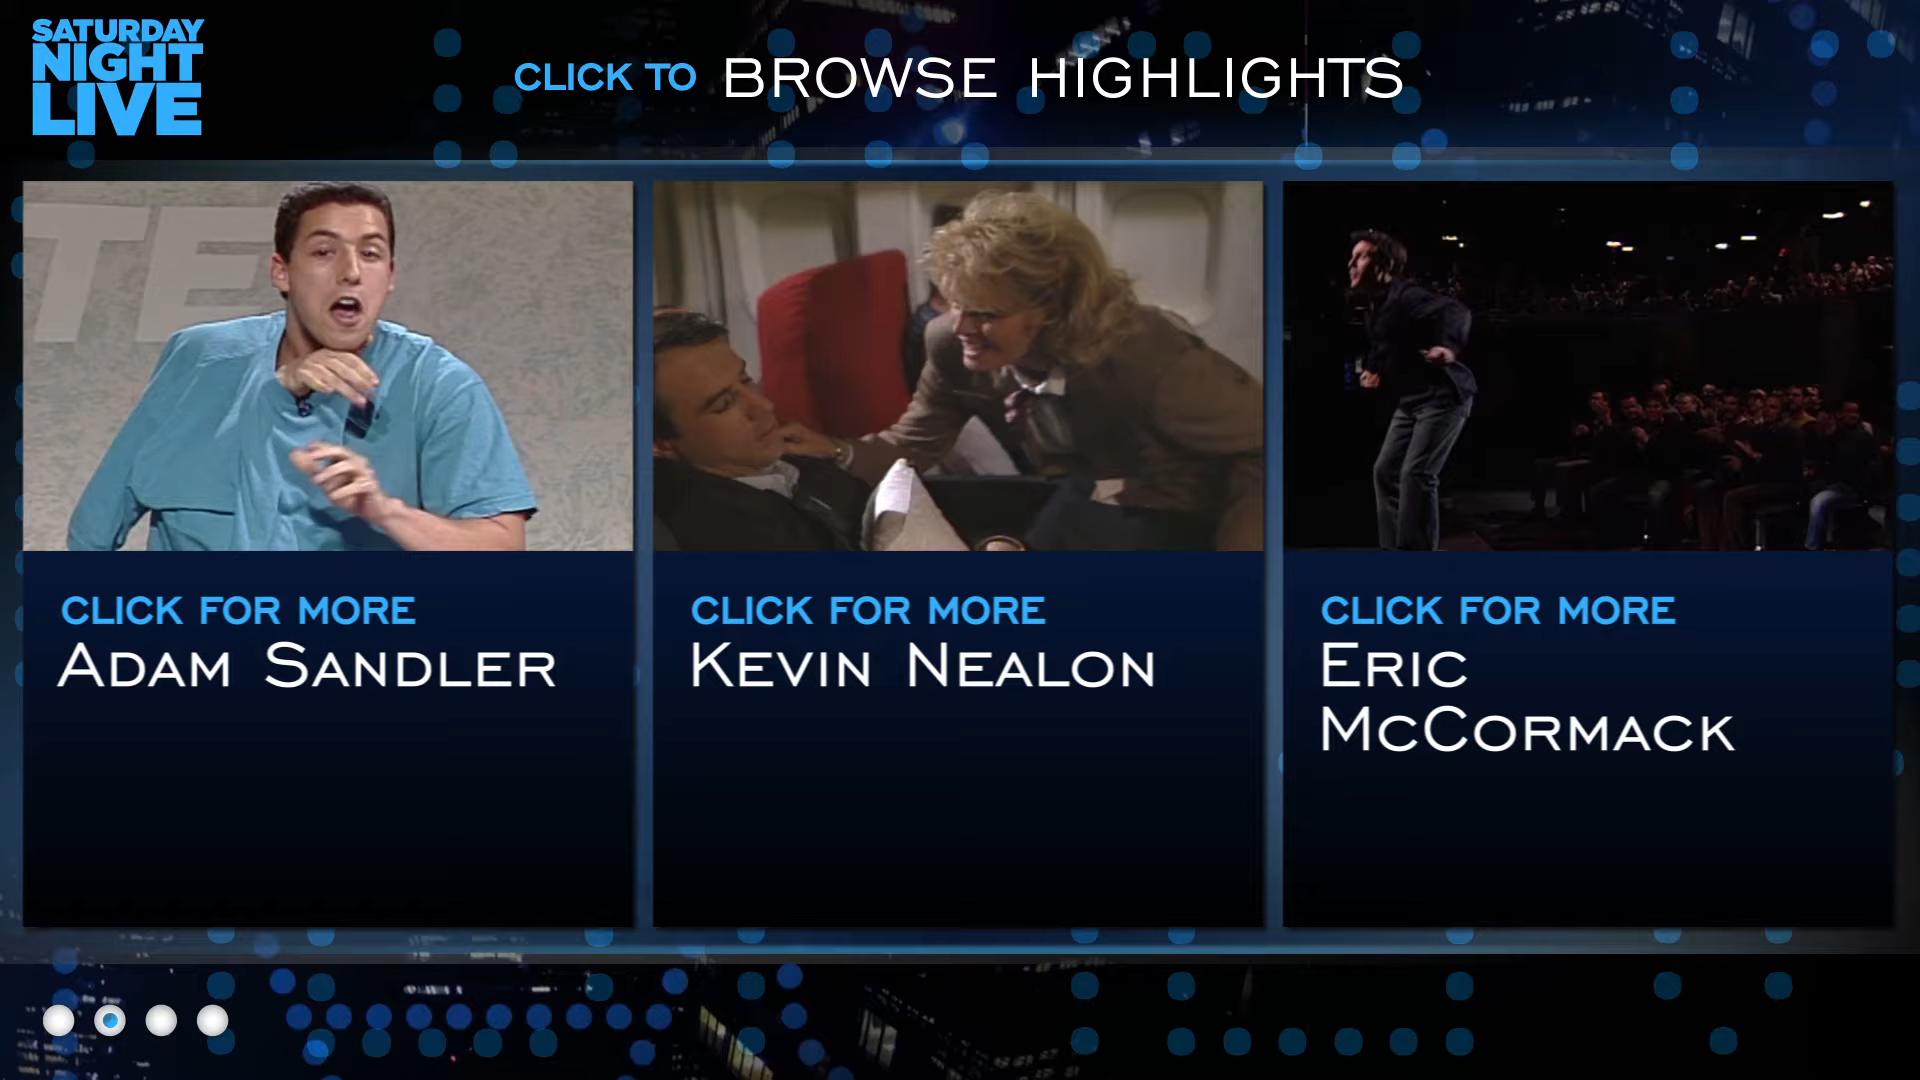 SATURDAY
NIGHT
LIVE
CLICK TO BROWSE HIGHLIGHTS
TE
CLICK FOR MORE
ADAM SANDLER
CLICK FOR MORE
KEVIN NEALON
CLICK FOR MORE
ERIC
MCCORMACK